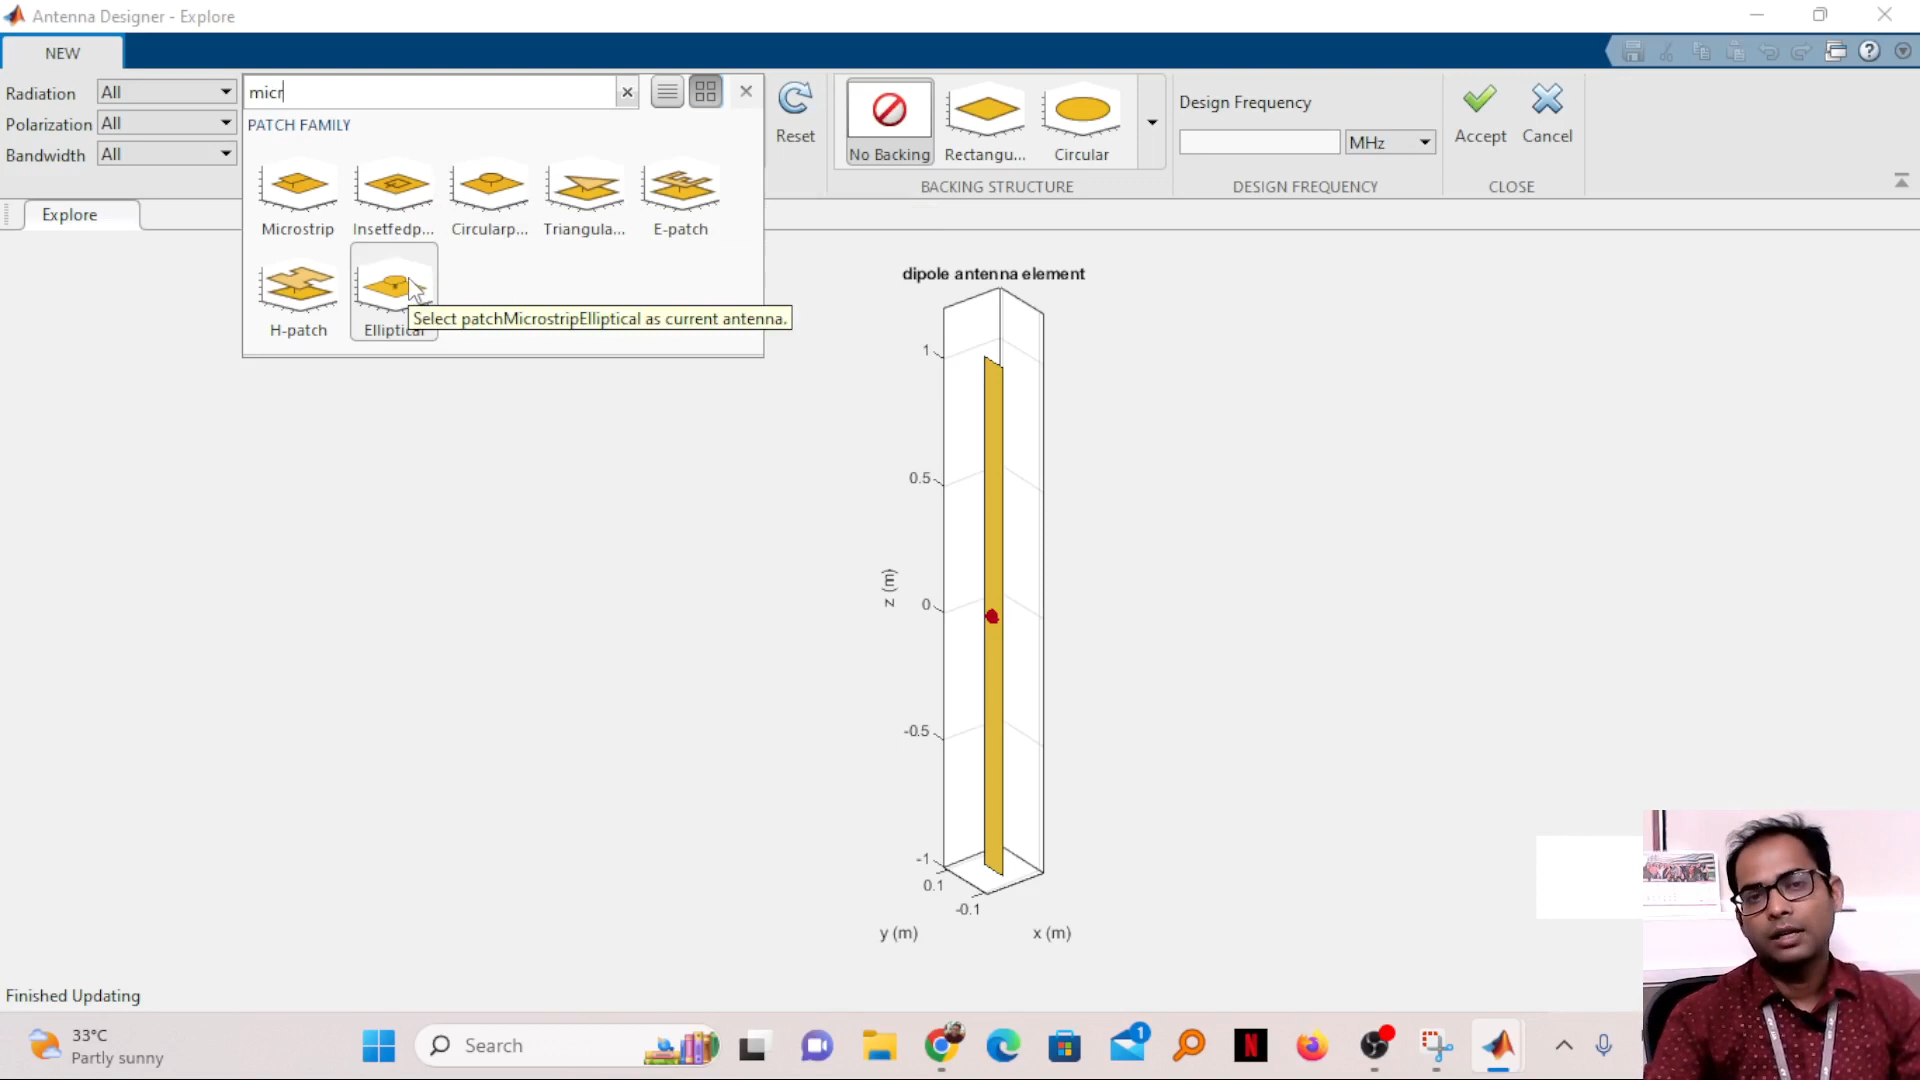 Antenna Designer - Explore
NEW
Radiation All
Polarization All
Bandwidth All
micr
PATCH FAMILY
Microstrip Insetfedp... Circularp... Triangula... E-patch
H-patch Elliptical
Select patchMicrostripElliptical as current antenna.
Reset
No Backing Rectangu... Circular
BACKING STRUCTURE
Design Frequency
MHz
DESIGN FREQUENCY
Accept Cancel
CLOSE
Explore
dipole antenna element
1
0.5
0
-0.5
-1
z (m)
0.1
-0.1
y (m) x (m)
Finished Updating
33°C
Partly sunny
Search
1
N